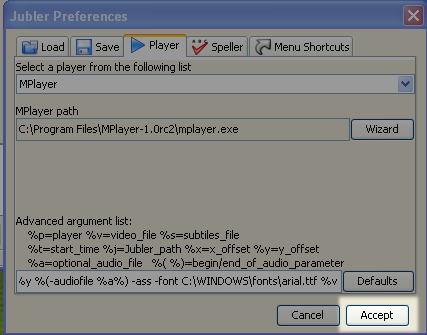 Jubler Preferences
Load Save Player Speller Menu Shortcuts
Select a player from the following list
MPlayer
MPlayer path
C:\Program Files\MPlayer-1.0rc2\mplayer.exe Wizard
Advanced argument list:
%p=player %v=video_file %s=subtiles_file
%t=start_time %j=Jubler_path %x=x_offset %y=y_offset
%a=optional_audio_file %( %)=begin/end_of_audio_parameter
%y %(-audiofile %a%) -ass -font C:\WINDOWS\fonts\arial.ttf %v Defaults
Cancel Accept